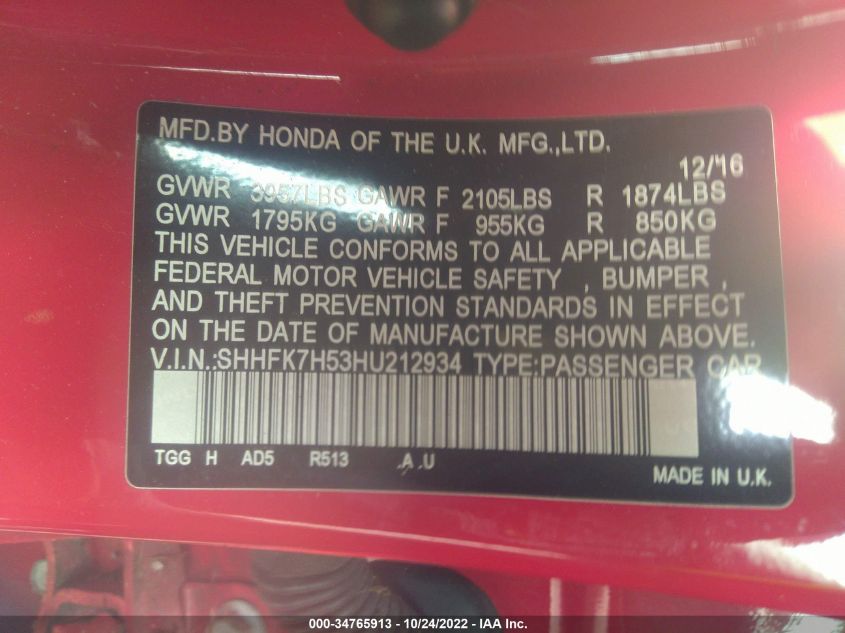 MFD.BY HONDA OF THE U.K. MFG.,LTD.
12/16
GVWR 3957LBS GAWR F 2105LBS R 1874LBS
GVWR 1795KG GAWR F 955KG R 850KG
THIS VEHICLE CONFORMS TO ALL APPLICABLE
FEDERAL MOTOR VEHICLE SAFETY , BUMPER ,
AND THEFT PREVENTION STANDARDS IN EFFECT
ON THE DATE OF MANUFACTURE SHOWN ABOVE.
V.I.N.:SHHFK7H53HU212934 TYPE:PASSENGER CAR
TGG H AD5 R513 .A .U
MADE IN U.K.
000-34765913 - 10/24/2022 - IAA Inc.